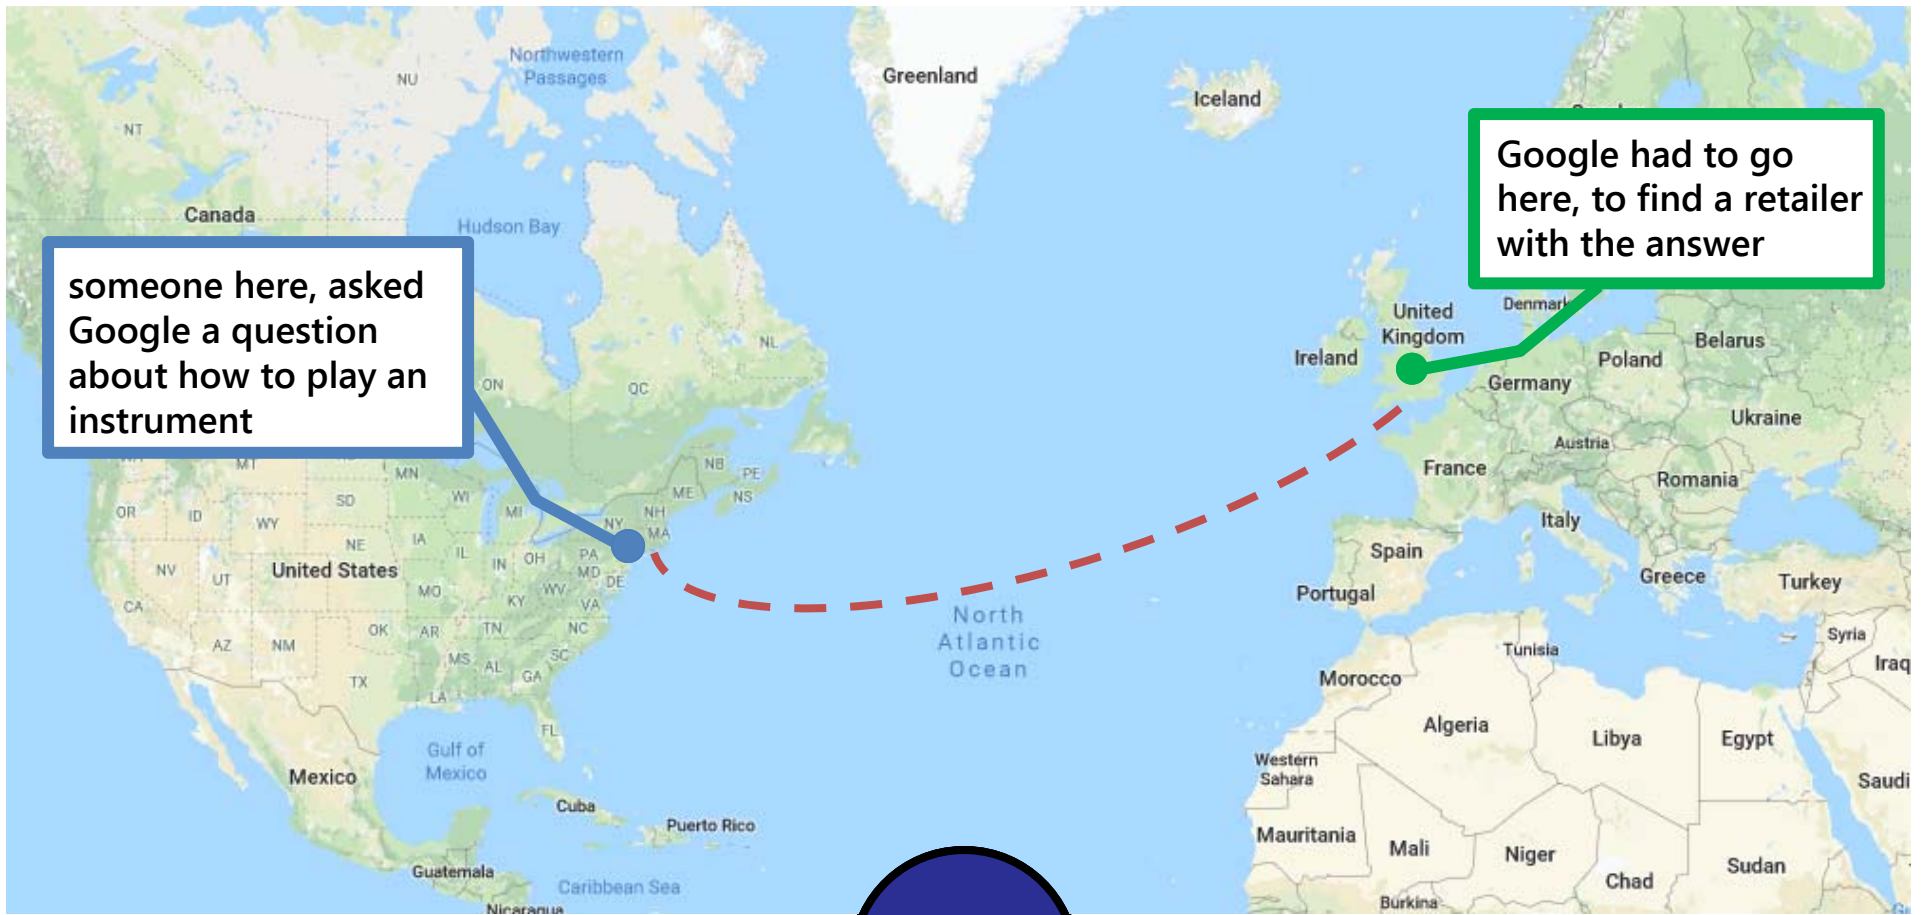 Northwestern
Passages
Greenland
NU
Iceland
NT
Google had to go
here, to find a retailer
with the answer
Canada
Hudson Bay
someone here, asked
Google a question
about how to play an
instrument
United
Kingdom
Denmark
Ireland
Belarus
Poland
Germany
NL
ON
QC
Ukraine
Austria
France
Romania
MT
MN
NB
PE
ME
NS
SD
WI
OR
ID
WY
MI
NY
NH
MA
Italy
NE
IA
IL
IN
OH
PA
Spain
Greece
Turkey
NV
UT
United States
MD
DE
MO
KY
WV
VA
Portugal
CA
North
Atlantic
Ocean
AZ
NM
OK
AR
TN
NC
Syria
Tunisia
Iraq
MS
AL
SC
GA
Morocco
TX
LA
FL
Algeria
Libya
Egypt
Gulf of
Mexico
Mexico
Western
Sahara
Saudi
Cuba
Puerto Rico
Mauritania
Mali
Niger
Sudan
Guatemala
Caribbean Sea
Chad
Nicaragua
Burkina